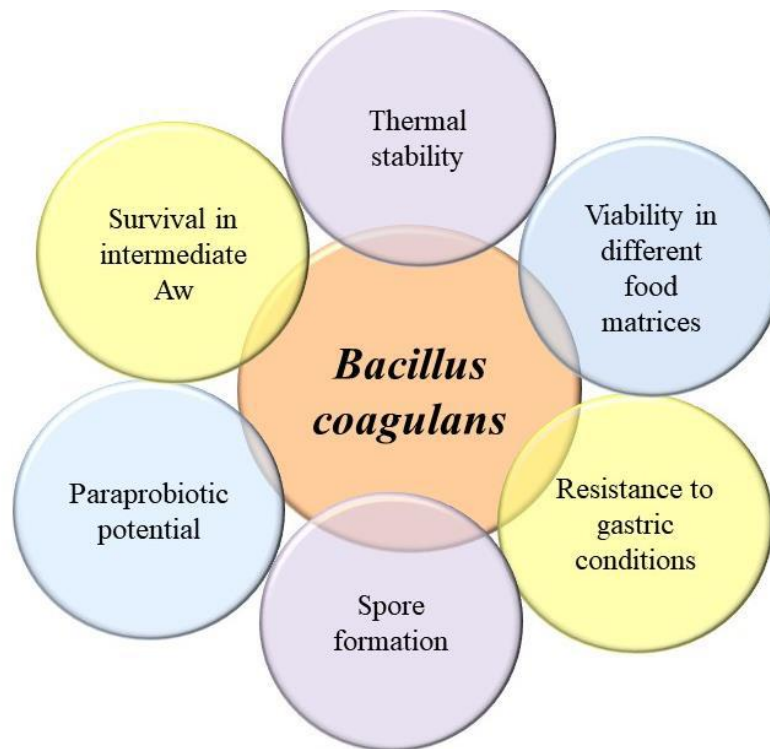 Thermal
stability
Viability in
different
food
matrices
Resistance to
gastric
conditions
Spore
formation
Paraprobiotic
potential
Survival in
intermediate
Aw
Bacillus
coagulans